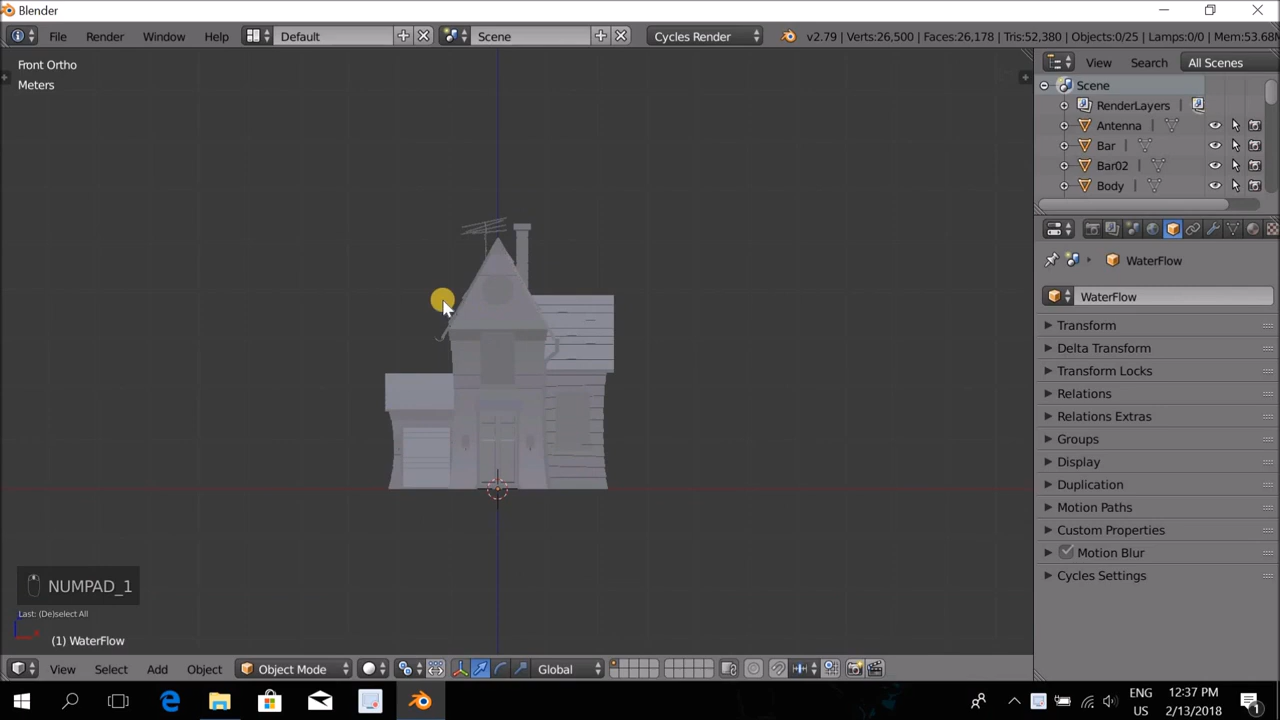 Blender
File Render Window Help Default Scene Cycles Render v2.79 | Verts:26,500 | Faces:26,178 | Tris:52,380 | Objects:0/25 | Lamps:0/0 | Mem:53.68M
Front Ortho
Meters
View Search All Scenes
Scene
RenderLayers
Antenna
Bar
Bar02
Body
WaterFlow
WaterFlow
Transform
Delta Transform
Transform Locks
Relations
Relations Extras
Groups
Display
Duplication
Motion Paths
Custom Properties
Motion Blur
Cycles Settings
NUMPAD_1
Last: (De)select All
(1) WaterFlow
View Select Add Object Object Mode Global
ENG
US
12:37 PM
2/13/2018
1